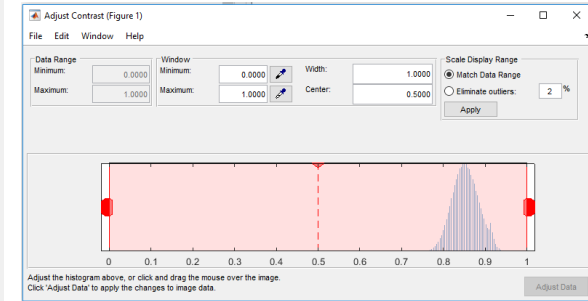 Adjust Contrast (Figure 1)
File Edit Window Help
Data Range
Minimum: 0.0000
Maximum: 1.0000
Window
Minimum: 0.0000
Maximum: 1.0000
Width: 1.0000
Center: 0.5000
Scale Display Range
Match Data Range
Eliminate outliers: 2 %
Apply
0 0.1 0.2 0.3 0.4 0.5 0.6 0.7 0.8 0.9 1
Adjust the histogram above, or click and drag the mouse over the image.
Click 'Adjust Data' to apply the changes to image data.
Adjust Data